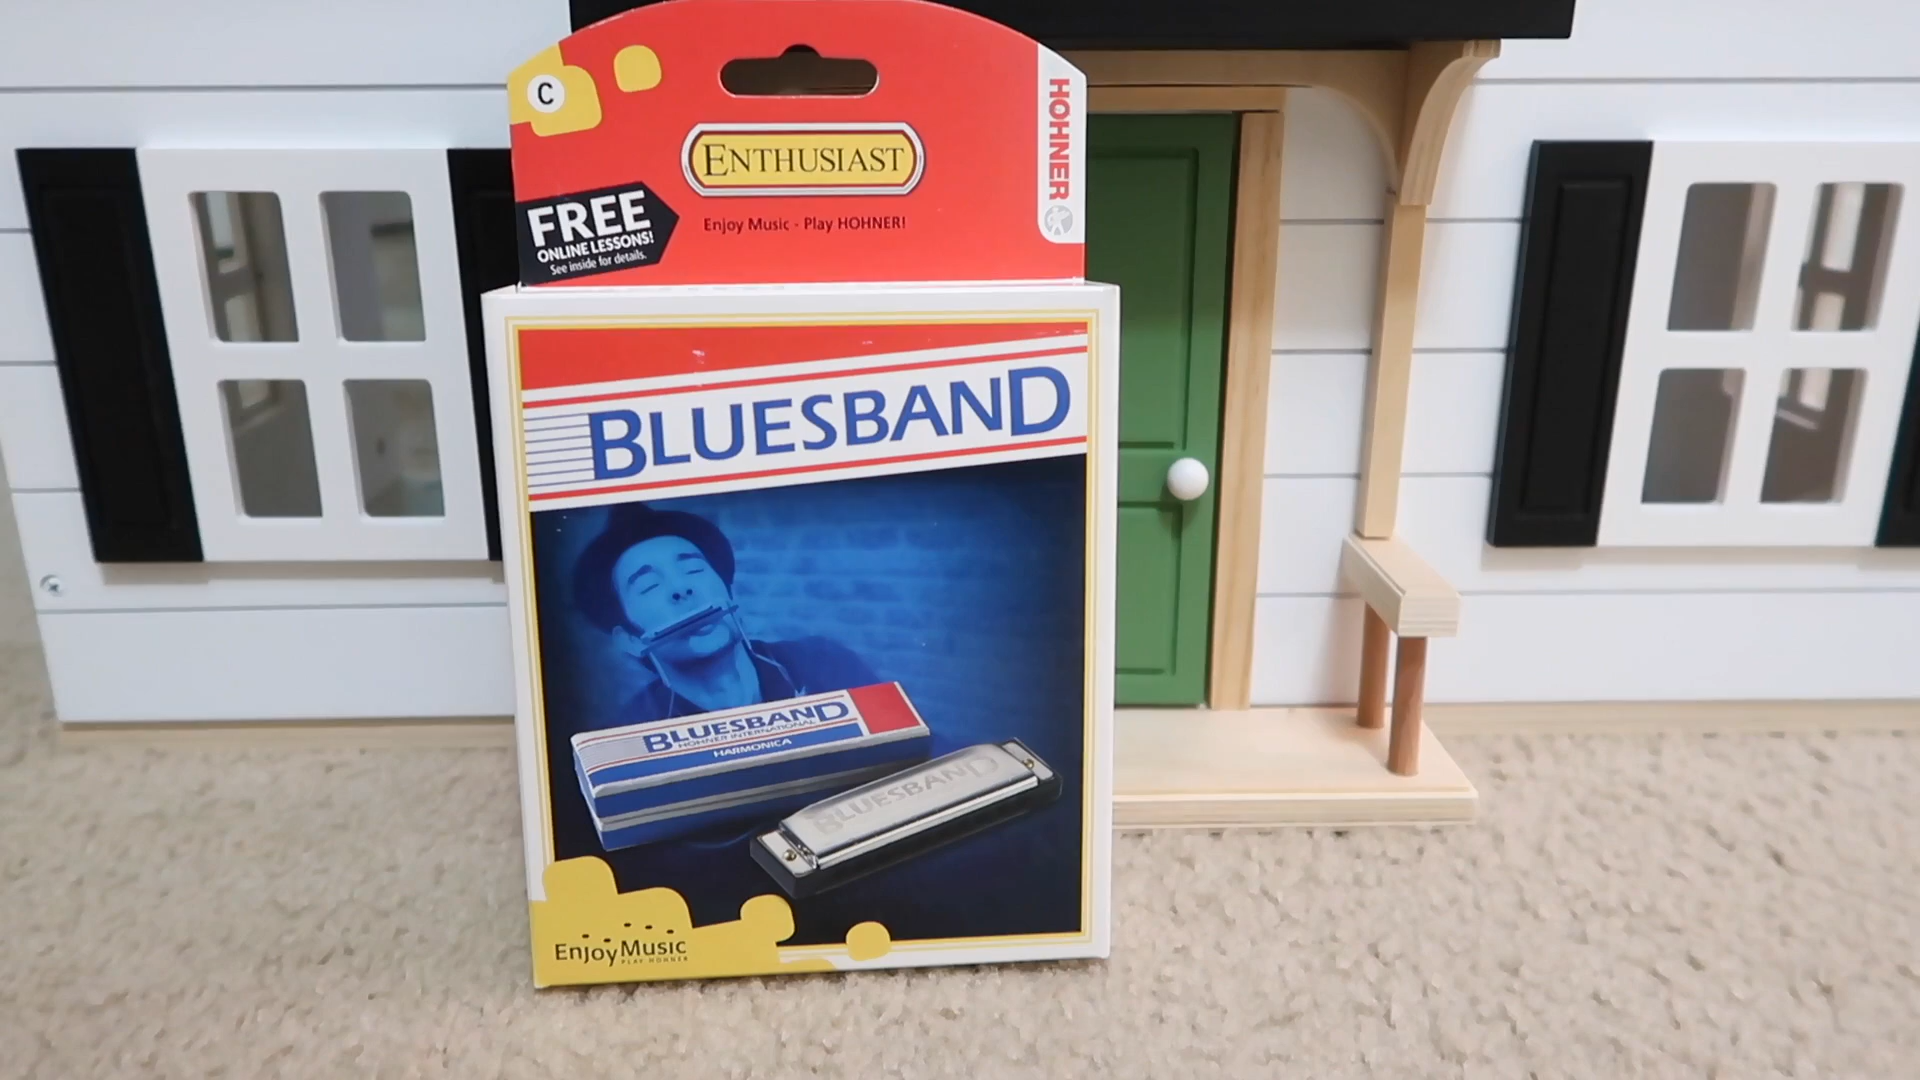 C
HOHNER
ENTHUSIAST
FREE
ONLINE LESSONS!
See inside for details.
Enjoy Music - Play HOHNER!
BLUESBAND
BLUESBAND
HOHNER INTERNATIONAL
HARMONICA
BLUESBAND
EnjoyMusic
PLAY HOHNER